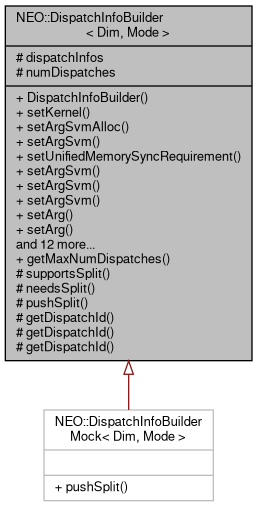 NEO::DispatchInfoBuilder
< Dim, Mode >
# dispatchInfos
# numDispatches
+ DispatchInfoBuilder()
+ setKernel()
+ setArgSvmAlloc()
+ setArgSvm()
+ setUnifiedMemorySyncRequirement()
+ setArgSvm()
+ setArgSvm()
+ setArgSvm()
+ setArg()
+ setArg()
and 12 more...
+ getMaxNumDispatches()
# supportsSplit()
# needsSplit()
# pushSplit()
# getDispatchId()
# getDispatchId()
# getDispatchId()
NEO::DispatchInfoBuilder
Mock< Dim, Mode >
+ pushSplit()